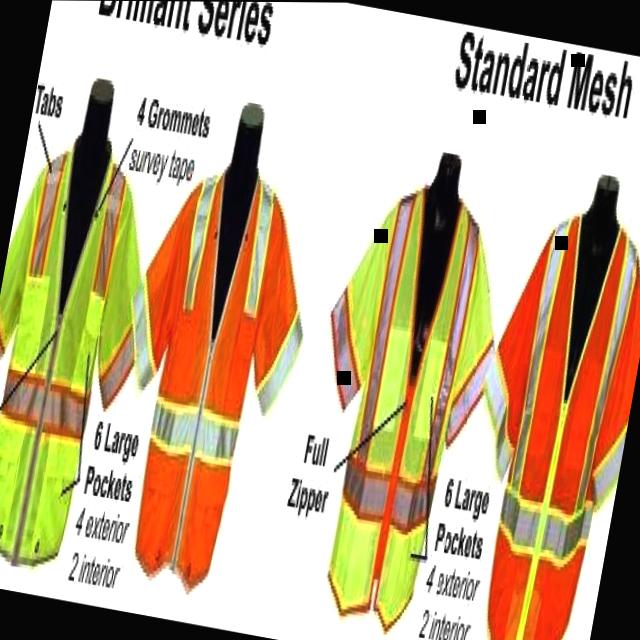 Brilliant Series
Standard Mesh
Tabs
4 Grommets
survey tape
6 Large
Pockets
4 exterior
2 interior
Full
Zipper
6 Large
Pockets
4 exterior
2 interior